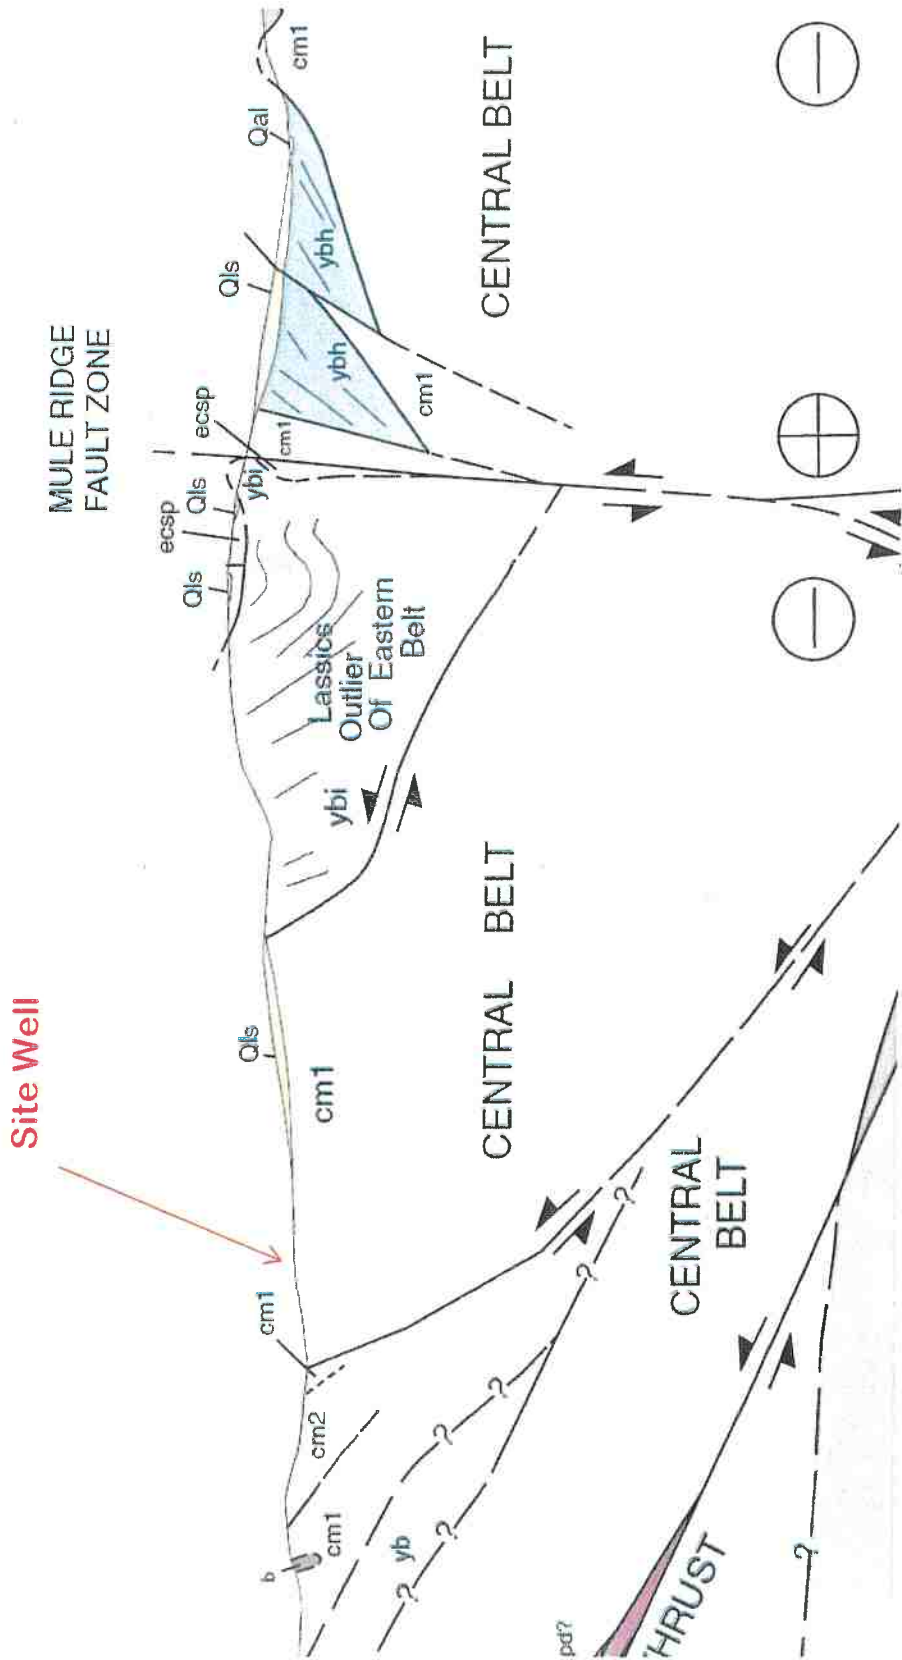 Site Well
MULE RIDGE
FAULT ZONE
b
cm1
cm2
cm1
Qls
cm1
Qls
ecsp
Qls
ybi
ecsp
cm1
Qls
Qal
cm1
ybh
ybh
cm1
ybi
Lassics
Outlier
Of Eastern
Belt
yb
?
?
?
?
?
?
CENTRAL BELT
CENTRAL BELT
CENTRAL
BELT
pd?
THRUST
?